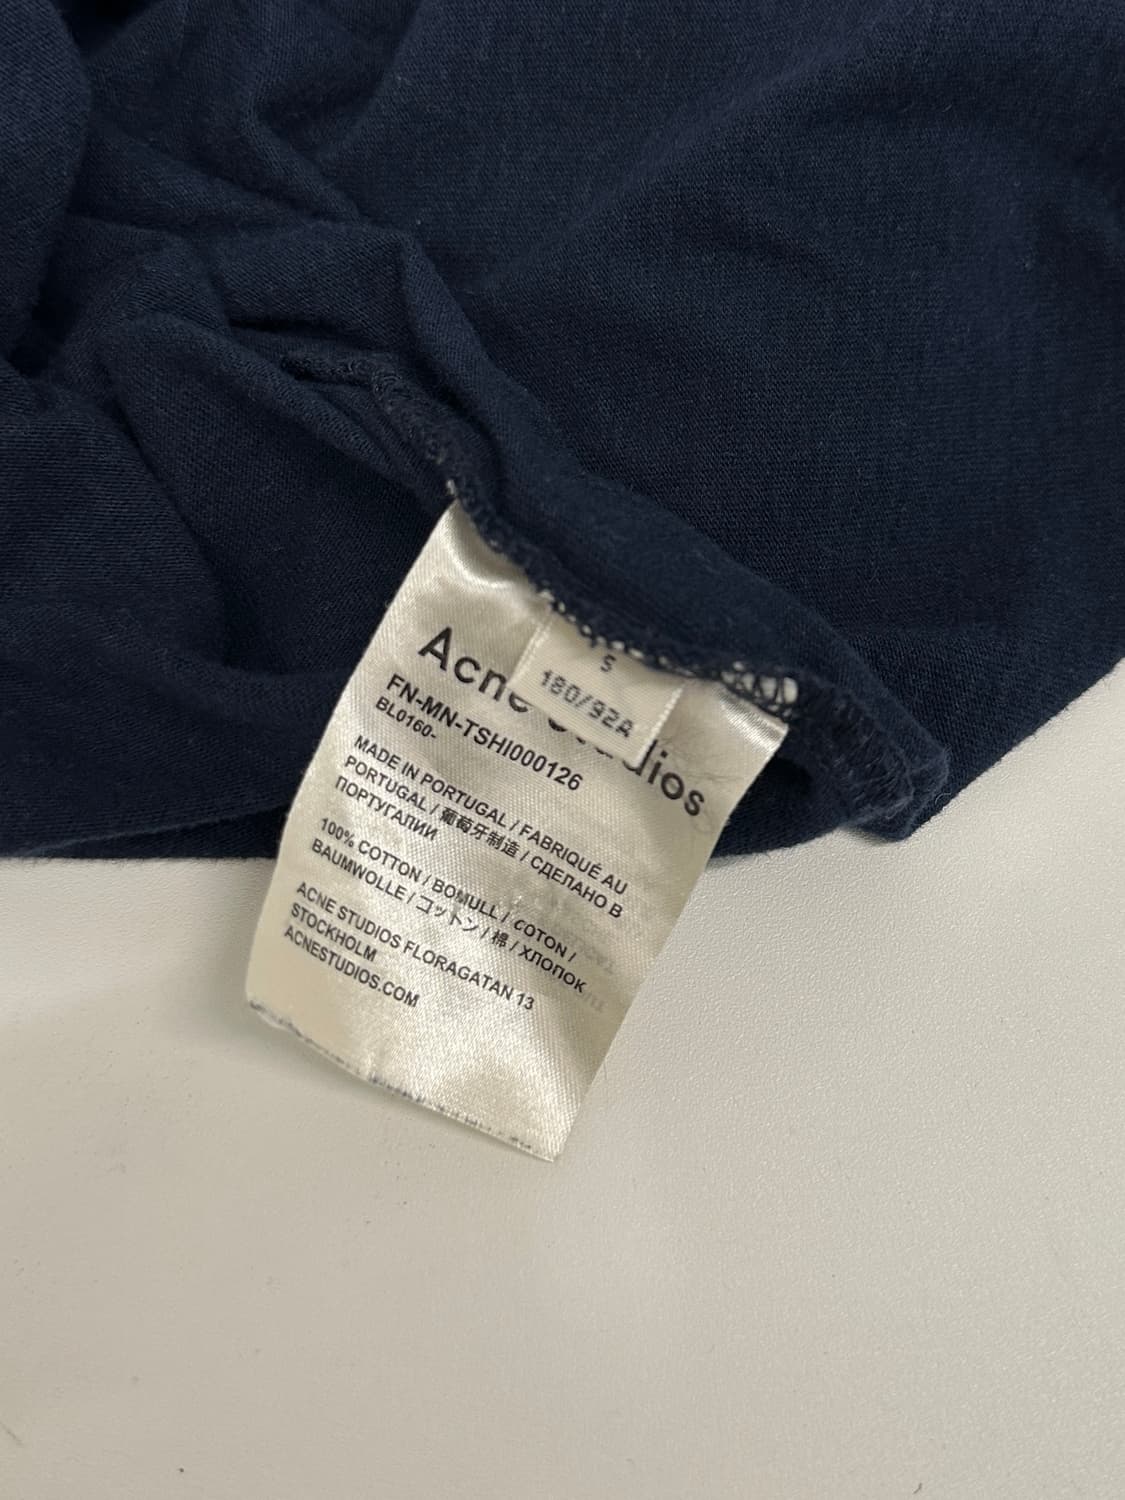 Acne Studios
S
180/92A
FN-MN-TSHI000126
BL0160-
MADE IN PORTUGAL / FABRIQUÉ AU
PORTUGAL / 葡萄牙制造 / СДЕЛАНО В
ПОРТУГАЛИИ
100% COTTON / BOMULL / COTON /
BAUMWOLLE / コットン / 棉 / ХЛОПОК
ACNE STUDIOS FLORAGATAN 13
STOCKHOLM
ACNESTUDIOS.COM